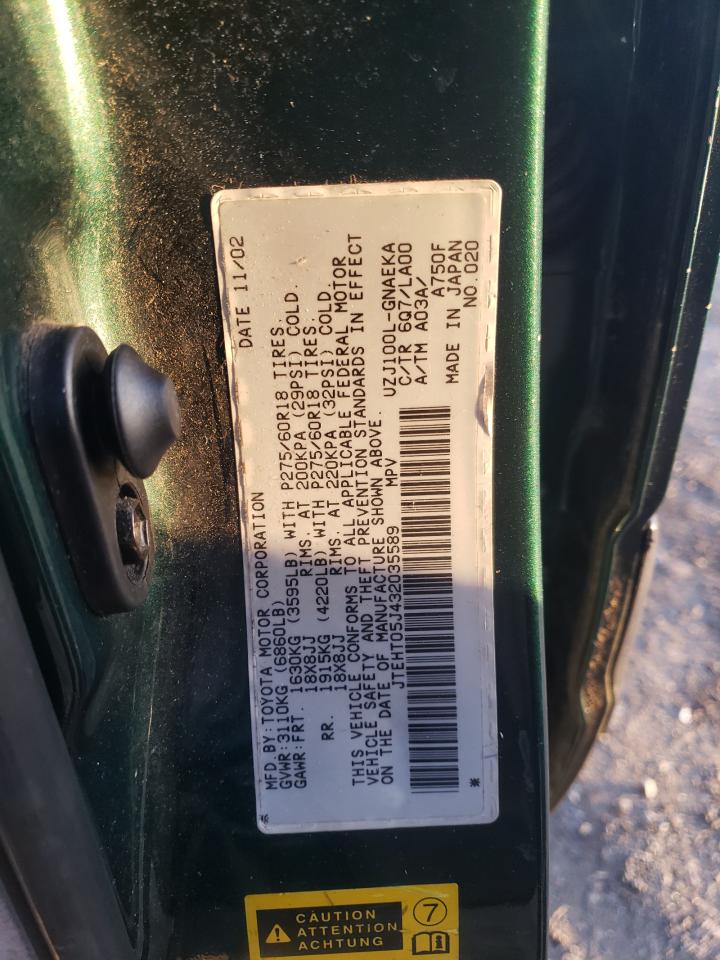 MFD.BY:TOYOTA MOTOR CORPORATION DATE 11/02
GVWR:3110KG (6860LB)
GAWR:FRT. 1630KG (3595LB) WITH P275/60R18 TIRES.
18X8JJ RIMS. AT 200KPA (29PSI) COLD.
RR. 1915KG (4220LB) WITH P275/60R18 TIRES.
18X8JJ RIMS. AT 220KPA (32PSI) COLD.
THIS VEHICLE CONFORMS TO ALL APPLICABLE FEDERAL MOTOR
VEHICLE SAFETY AND THEFT PREVENTION STANDARDS IN EFFECT
ON THE DATE OF MANUFACTURE SHOWN ABOVE.
JTEHT05J432035589 MPV UZJ100L-GNAEKA
C/TR 6Q7/LA00
A/TM A03A/ A750F
MADE IN JAPAN
* NO.020
CAUTION
ATTENTION
ACHTUNG
7